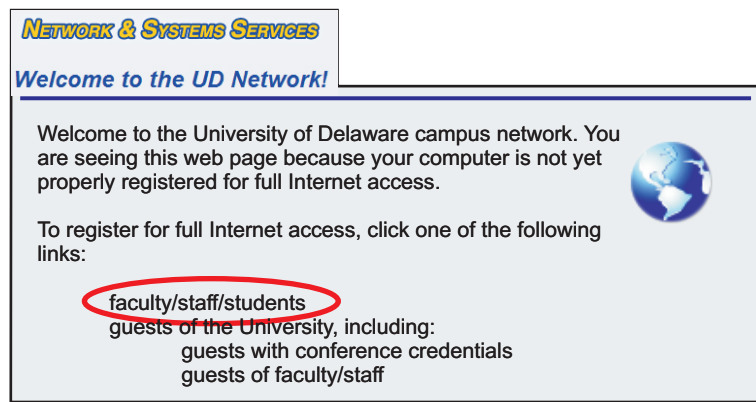 NETWORK & SYSTEMS SERVICES
Welcome to the UD Network!
Welcome to the University of Delaware campus network. You
are seeing this web page because your computer is not yet
properly registered for full Internet access.
To register for full Internet access, click one of the following
links:
faculty/staff/students
guests of the University, including:
guests with conference credentials
guests of faculty/staff